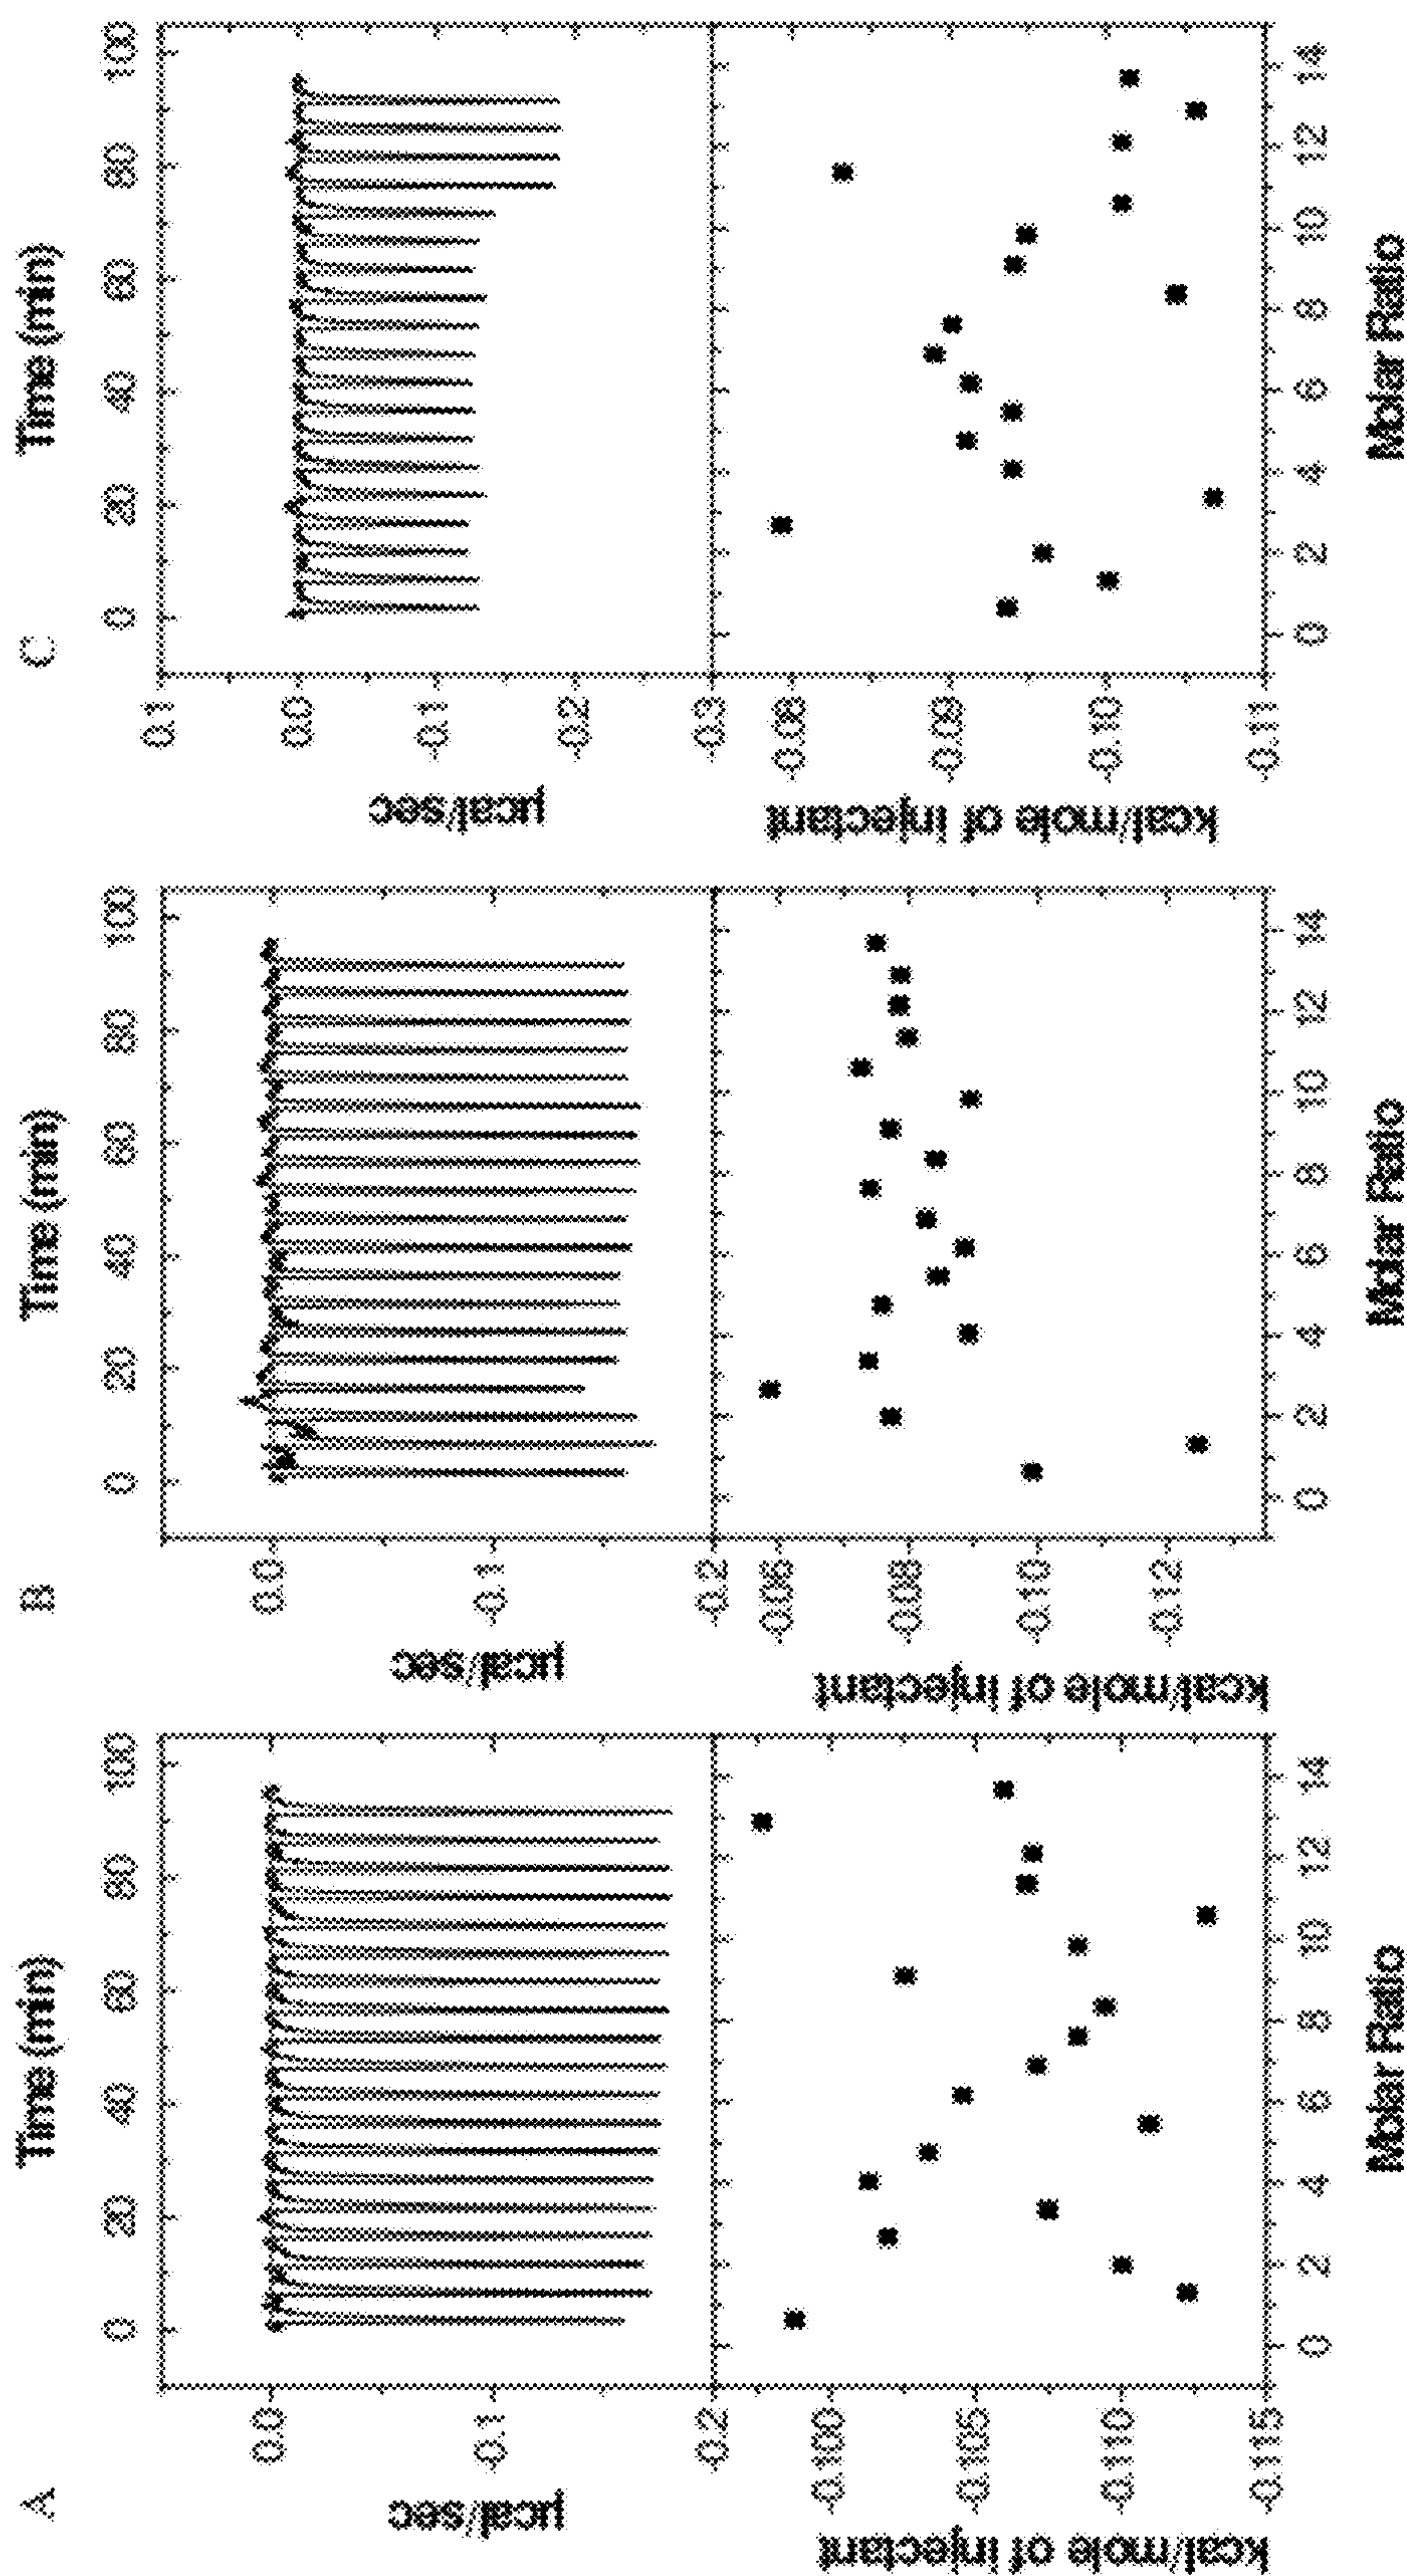 A
Time (min)
0 20 40 60 80 100
0.0
-0.1
-0.2
µcal/sec
-0.100
-0.105
-0.110
-0.115
kcal/mole of injectant
0 2 4 6 8 10 12 14
Molar Ratio
B
Time (min)
0 20 40 60 80 100
0.0
-0.1
-0.2
µcal/sec
-0.06
-0.08
-0.10
-0.12
kcal/mole of injectant
0 2 4 6 8 10 12 14
Molar Ratio
C
Time (min)
0 20 40 60 80 100
0.1
0.0
-0.1
-0.2
-0.3
µcal/sec
-0.08
-0.09
-0.10
-0.11
kcal/mole of injectant
0 2 4 6 8 10 12 14
Molar Ratio